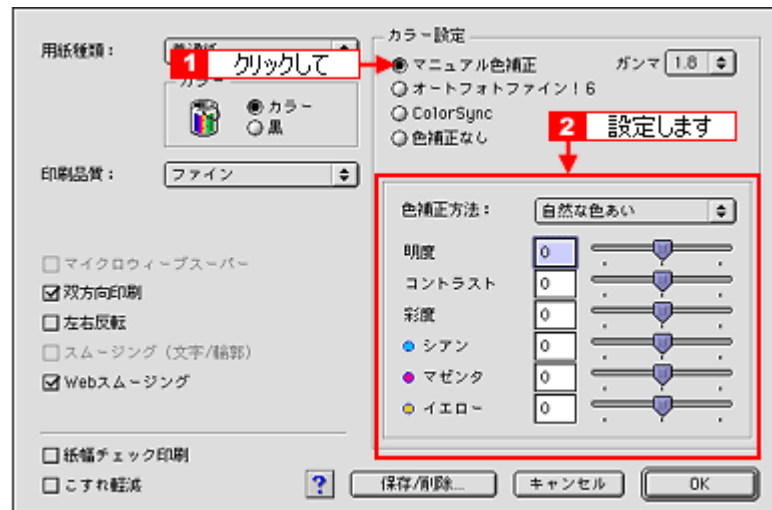 用紙種類：
1 クリックして
カラー
カラー
黒
印刷品質：
ファイン
マイクロウィーブスーパー
双方向印刷
左右反転
スムージング（文字/輪郭）
Webスムージング
紙幅チェック印刷
こすれ軽減
カラー設定
マニュアル色補正
ガンマ 1.8
オートフォトファイン！6
ColorSync
色補正なし
2 設定します
色補正方法：
自然な色あい
明度 0
コントラスト 0
彩度 0
シアン 0
マゼンタ 0
イエロー 0
?
保存/削除...
キャンセル
OK